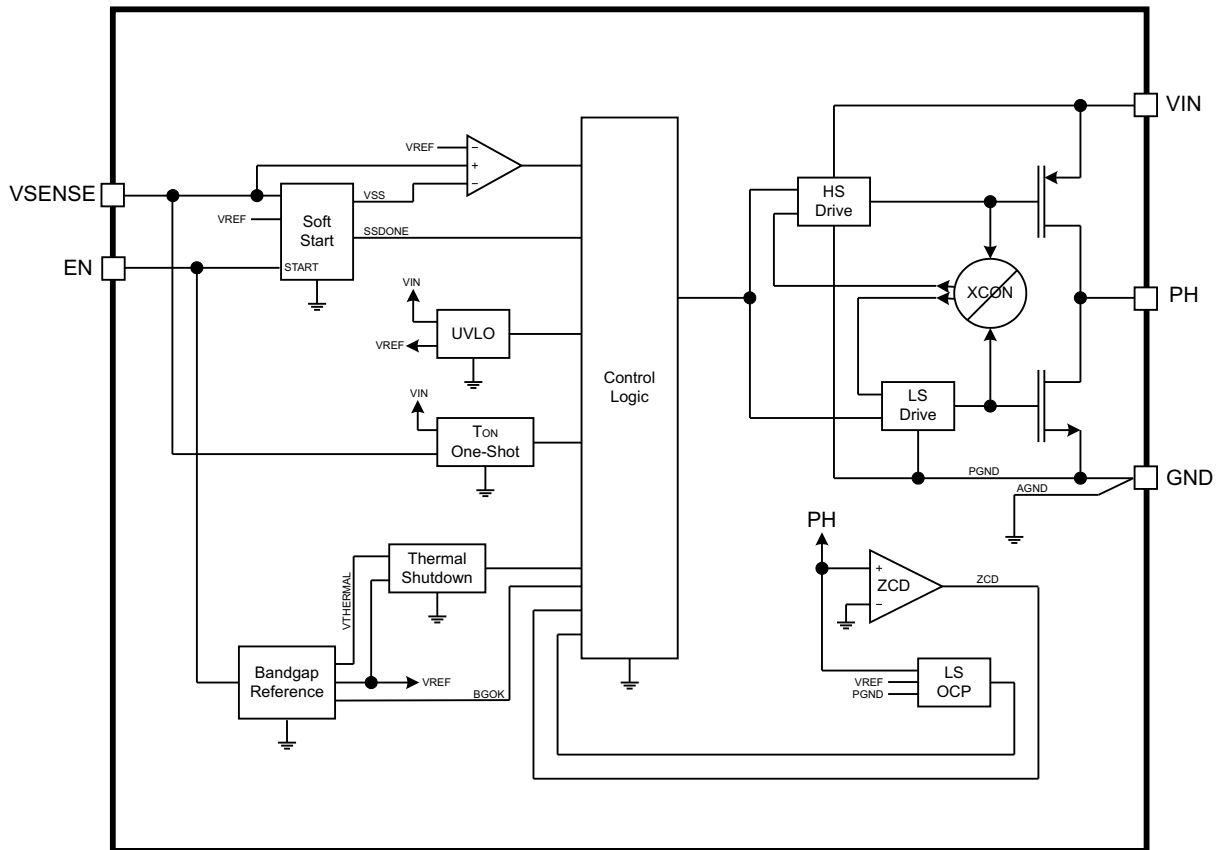 VIN
VREF
−
+
−
VSENSE
VSS
HS
Drive
VREF
Soft
Start
SSDONE
EN
START
VIN
XCON
PH
UVLO
VREF
Control
Logic
VIN
LS
Drive
TON
One-Shot
PGND
GND
AGND
PH
Thermal
Shutdown
+
ZCD
−
ZCD
VTHERMAL
Bandgap
Reference
VREF
BGOK
LS
OCP
VREF
PGND